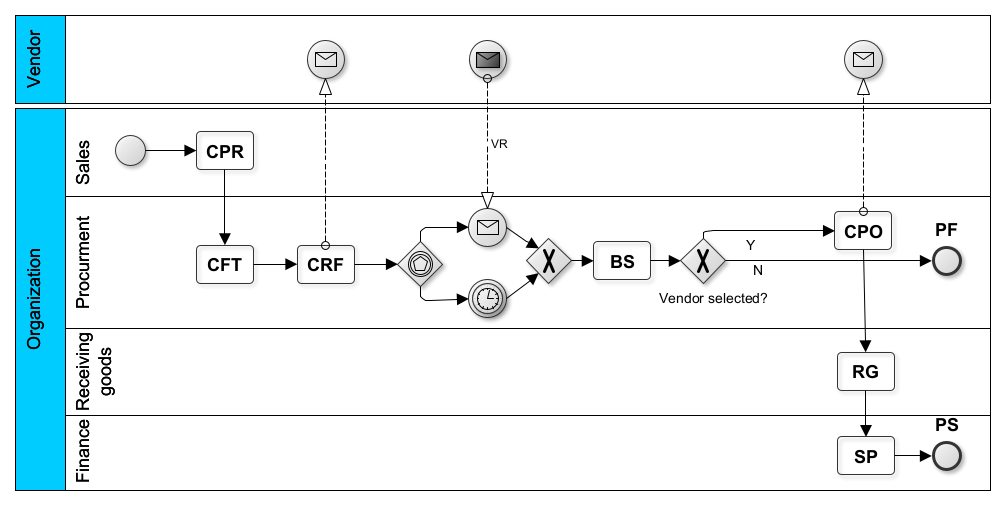 Vendor
VR
Organization
Sales
CPR
Procurment
CFT
CRF
BS
Vendor selected?
Y
N
CPO
PF
Receiving
goods
RG
Finance
SP
PS